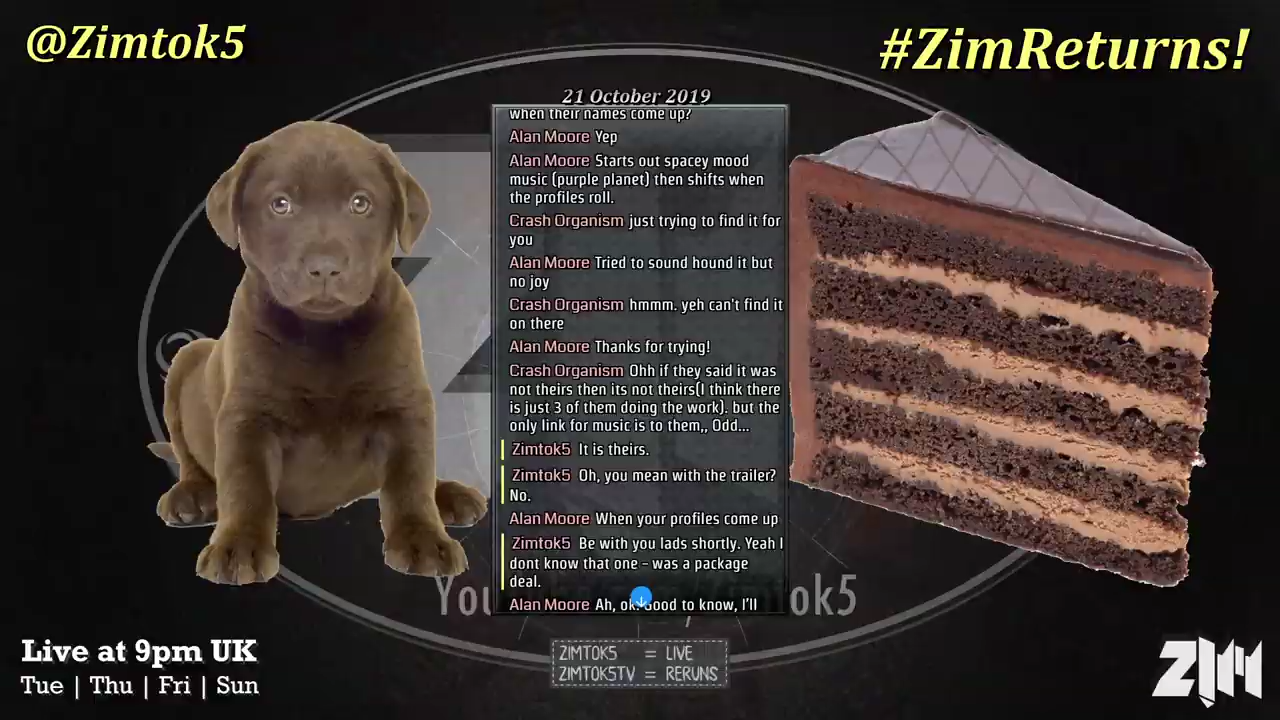 @Zimtok5
#ZimReturns!
21 October 2019
when their names come up?
Alan Moore Yep
Alan Moore Starts out spacey mood
music (purple planet) then shifts when
the profiles roll.
Crash Organism just trying to find it for
you
Alan Moore Tried to sound hound it but
no joy
Crash Organism hmmm. yeh can't find it
on there
Alan Moore Thanks for trying!
Crash Organism Ohh if they said it was
not theirs then its not theirs(I think there
is just 3 of them doing the work). but the
only link for music is to them,, Odd...
Zimtok5 It is theirs.
Zimtok5 Oh, you mean with the trailer?
No.
Alan Moore When your profiles come up
Zimtok5 Be with you lads shortly. Yeah I
dont know that one - was a package
deal.
Alan Moore Ah, ok. Good to know, I'll
You ok5
ZIMTOK5 = LIVE
ZIMTOK5TV = RERUNS
Live at 9pm UK
Tue | Thu | Fri | Sun
ZIM